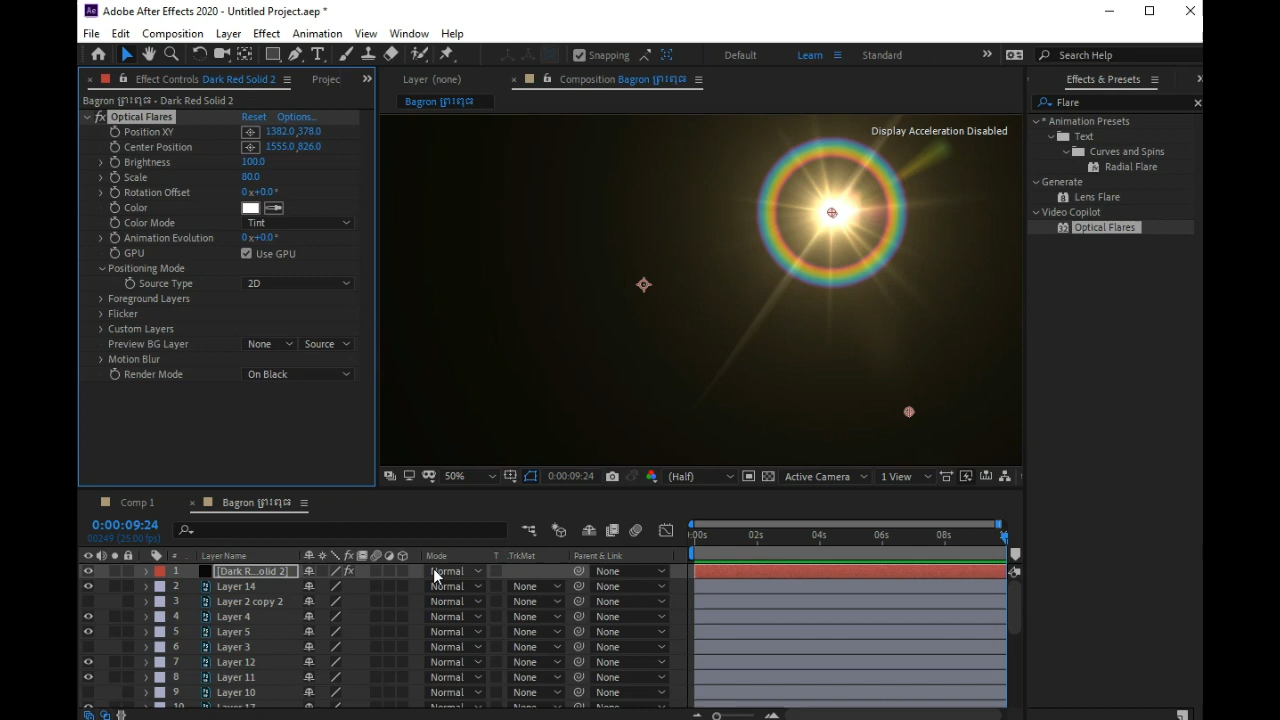 Adobe After Effects 2020 - Untitled Project.aep *
File Edit Composition Layer Effect Animation View Window Help
Snapping Default Learn Standard Search Help
Effect Controls Dark Red Solid 2 Projec
Layer (none) Composition Bagron
Effects & Presets
Bagron • Dark Red Solid 2
Bagron
Flare
fx Optical Flares Reset Options...
Position XY 1382.0,378.0
Center Position 1555.0,826.0
Brightness 100.0
Scale 80.0
Rotation Offset 0x+0.0°
Color
Color Mode Tint
Animation Evolution 0x+0.0°
GPU Use GPU
Positioning Mode
Source Type 2D
Foreground Layers
Flicker
Custom Layers
Preview BG Layer None Source
Motion Blur
Render Mode On Black
Display Acceleration Disabled
* Animation Presets
Text
Curves and Spins
Radial Flare
Generate
Lens Flare
Video Copilot
Optical Flares
50% 0:00:09:24 (Half) Active Camera 1 View
Comp 1 Bagron
0:00:09:24
00249 (25.00 fps)
:00s 02s 04s 06s 08s
# Layer Name Mode T .TrkMat Parent & Link
1 [Dark R...olid 2] Normal None
2 Layer 14 Normal None None
3 Layer 2 copy 2 Normal None None
4 Layer 4 Normal None None
5 Layer 5 Normal None None
6 Layer 3 Normal None None
7 Layer 12 Normal None None
8 Layer 11 Normal None None
9 Layer 10 Normal None None